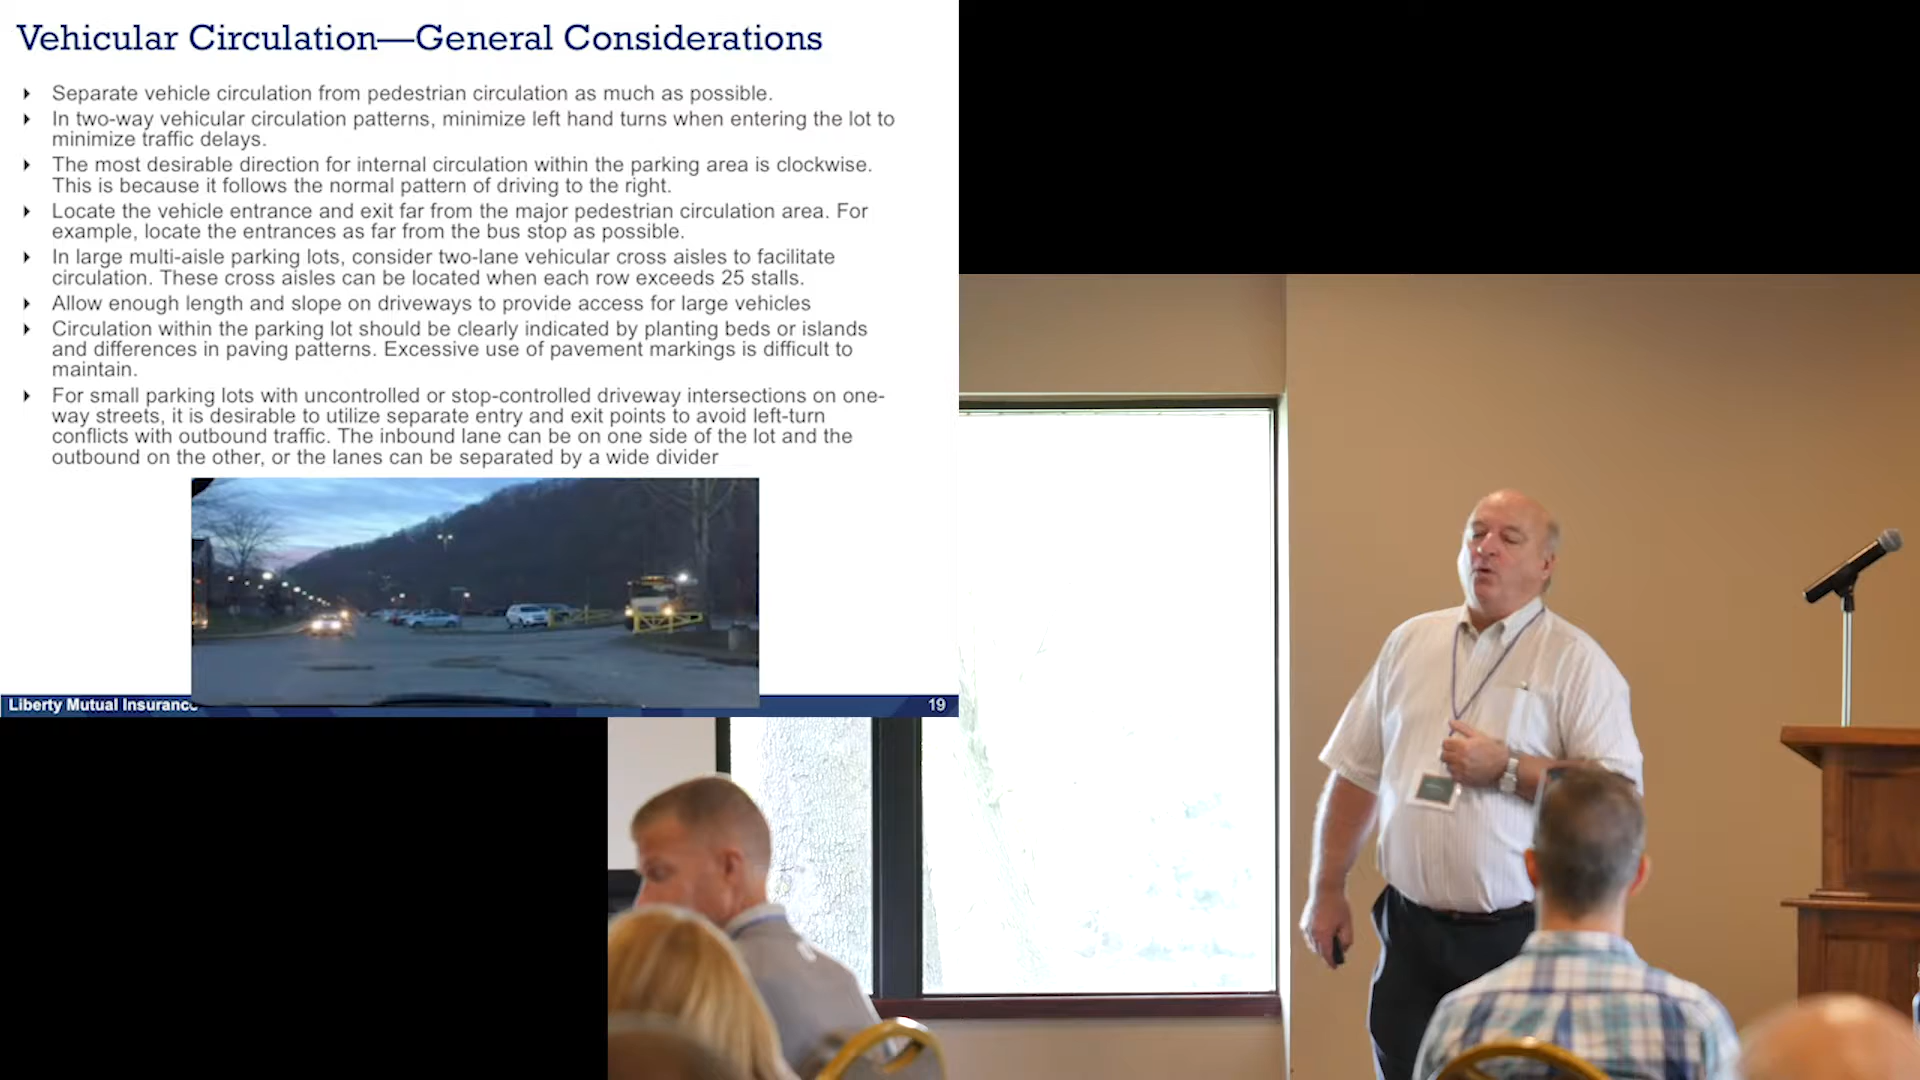 Vehicular Circulation—General Considerations
Separate vehicle circulation from pedestrian circulation as much as possible.
In two-way vehicular circulation patterns, minimize left hand turns when entering the lot to
minimize traffic delays.
The most desirable direction for internal circulation within the parking area is clockwise.
This is because it follows the normal pattern of driving to the right.
Locate the vehicle entrance and exit far from the major pedestrian circulation area. For
example, locate the entrances as far from the bus stop as possible.
In large multi-aisle parking lots, consider two-lane vehicular cross aisles to facilitate
circulation. These cross aisles can be located when each row exceeds 25 stalls.
Allow enough length and slope on driveways to provide access for large vehicles
Circulation within the parking lot should be clearly indicated by planting beds or islands
and differences in paving patterns. Excessive use of pavement markings is difficult to
maintain.
For small parking lots with uncontrolled or stop-controlled driveway intersections on one-
way streets, it is desirable to utilize separate entry and exit points to avoid left-turn
conflicts with outbound traffic. The inbound lane can be on one side of the lot and the
outbound on the other, or the lanes can be separated by a wide divider
Liberty Mutual Insurance
19